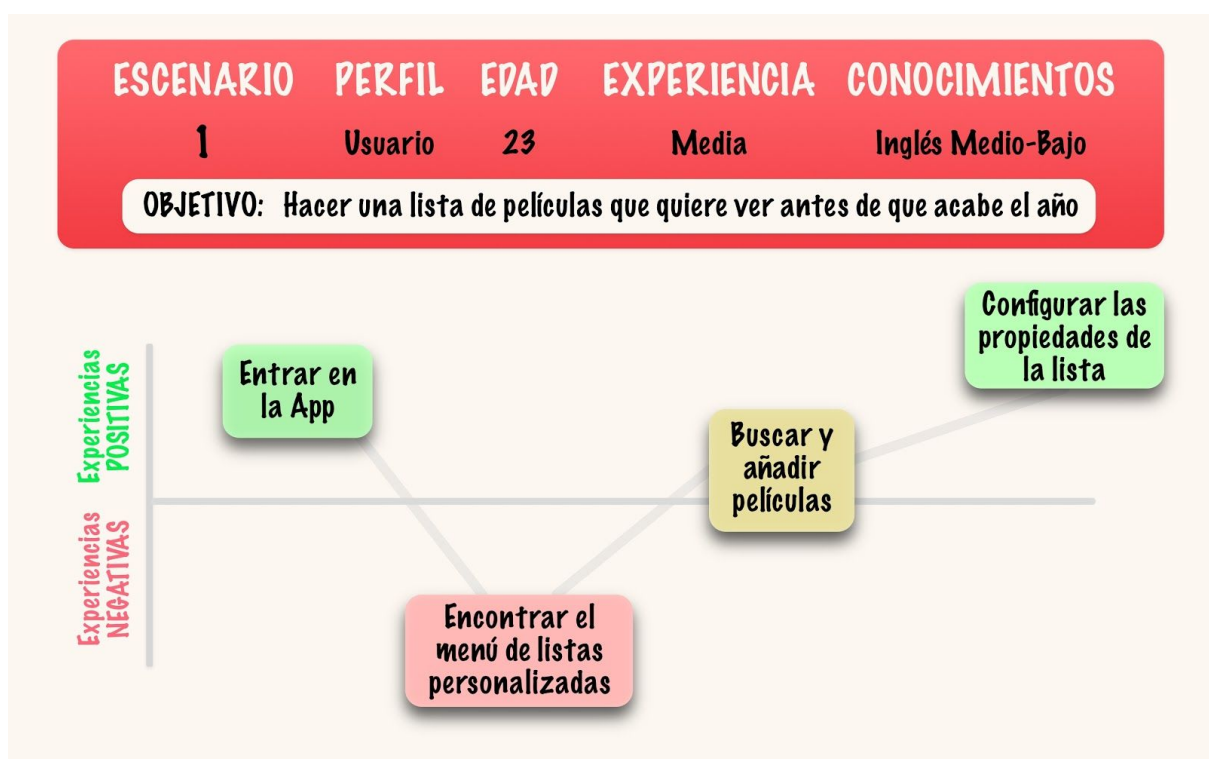 ESCENARIO PERFIL EDAD EXPERIENCIA CONOCIMIENTOS
1 Usuario 23 Media Inglés Medio-Bajo
OBJETIVO: Hacer una lista de películas que quiere ver antes de que acabe el año
Experiencias
POSITIVAS
Experiencias
NEGATIVAS
Entrar en
la App
Encontrar el
menú de listas
personalizadas
Buscar y
añadir
películas
Configurar las
propiedades de
la lista